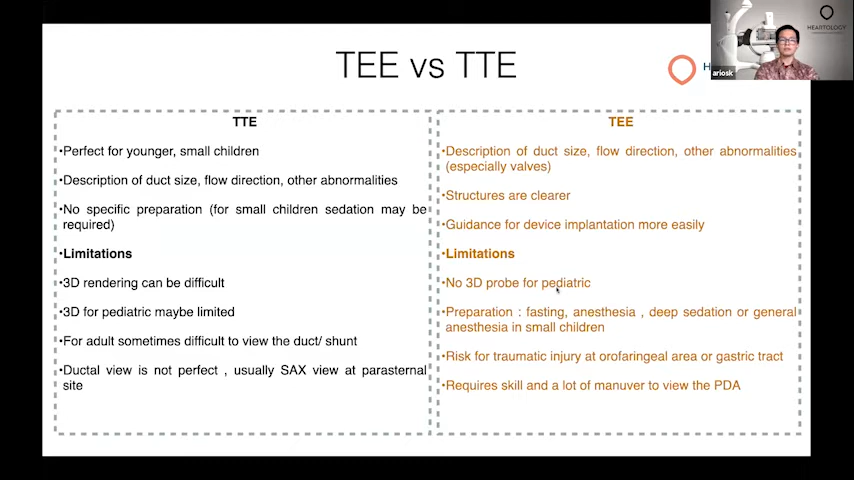 TEE vs TTE
HEARTOLOGY
ariosk
TTE
•Perfect for younger, small children
•Description of duct size, flow direction, other abnormalities
•No specific preparation (for small children sedation may be
required)
•Limitations
•3D rendering can be difficult
•3D for pediatric maybe limited
•For adult sometimes difficult to view the duct/ shunt
•Ductal view is not perfect , usually SAX view at parasternal
site
TEE
•Description of duct size, flow direction, other abnormalities
(especially valves)
•Structures are clearer
•Guidance for device implantation more easily
•Limitations
•No 3D probe for pediatric
•Preparation : fasting, anesthesia , deep sedation or general
anesthesia in small children
•Risk for traumatic injury at orofaringeal area or gastric tract
•Requires skill and a lot of manuver to view the PDA